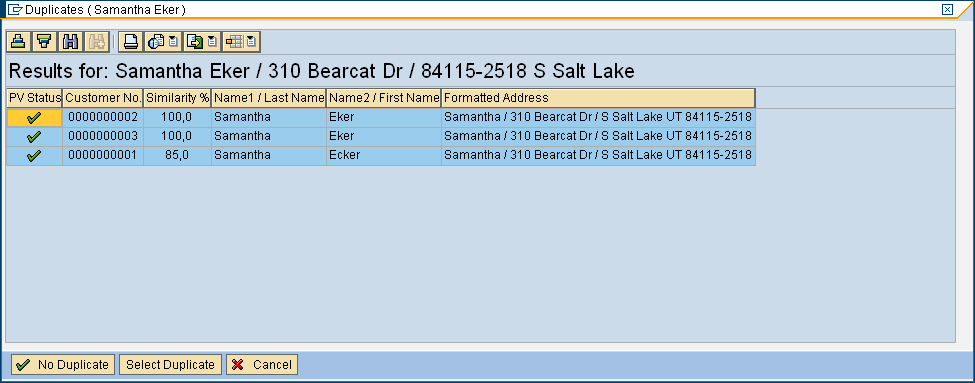 Duplicates ( Samantha Eker )
Results for: Samantha Eker / 310 Bearcat Dr / 84115-2518 S Salt Lake
PV Status Customer No. Similarity % Name1 / Last Name Name2 / First Name Formatted Address
0000000002 100,0 Samantha Eker Samantha / 310 Bearcat Dr / S Salt Lake UT 84115-2518
0000000003 100,0 Samantha Eker Samantha / 310 Bearcat Dr / S Salt Lake UT 84115-2518
0000000001 85,0 Samantha Ecker Samantha / 310 Bearcat Dr / S Salt Lake UT 84115-2518
No Duplicate Select Duplicate Cancel